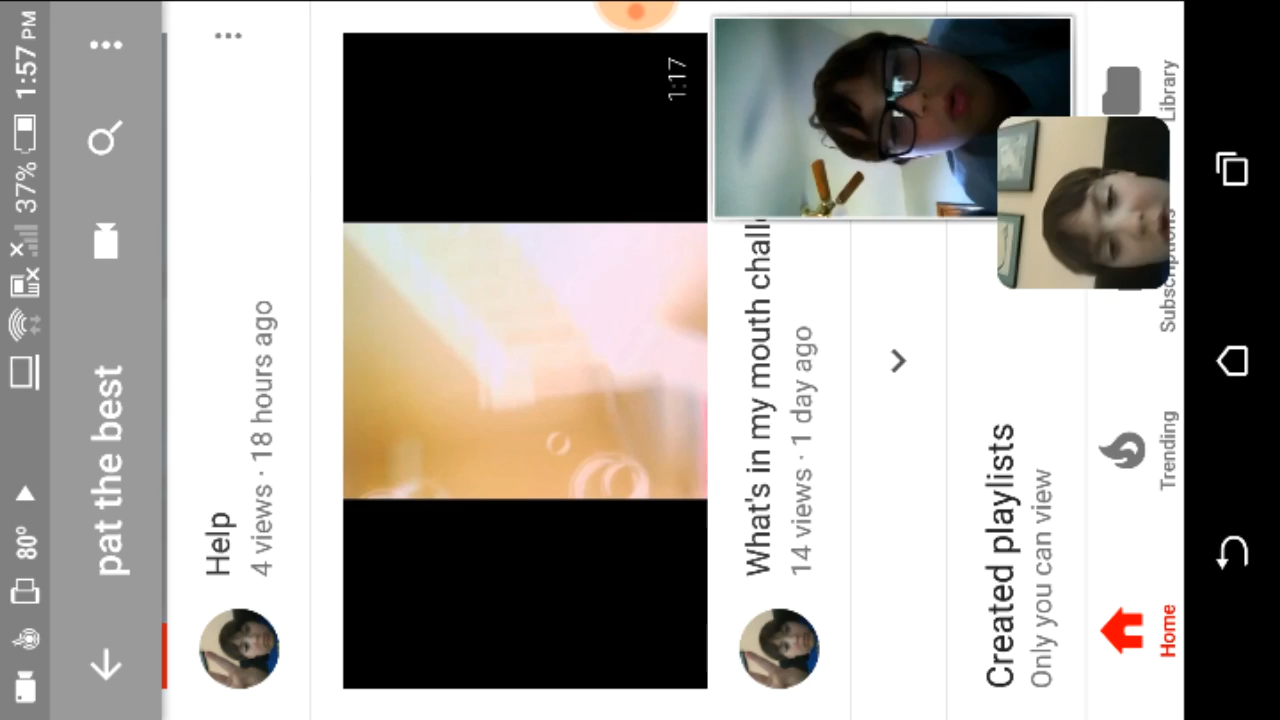 37% 1:57 PM
80°
pat the best
Help
4 views · 18 hours ago
1:17
What's in my mouth chall
14 views · 1 day ago
Created playlists
Only you can view
Home
Trending
Subscriptions
Library